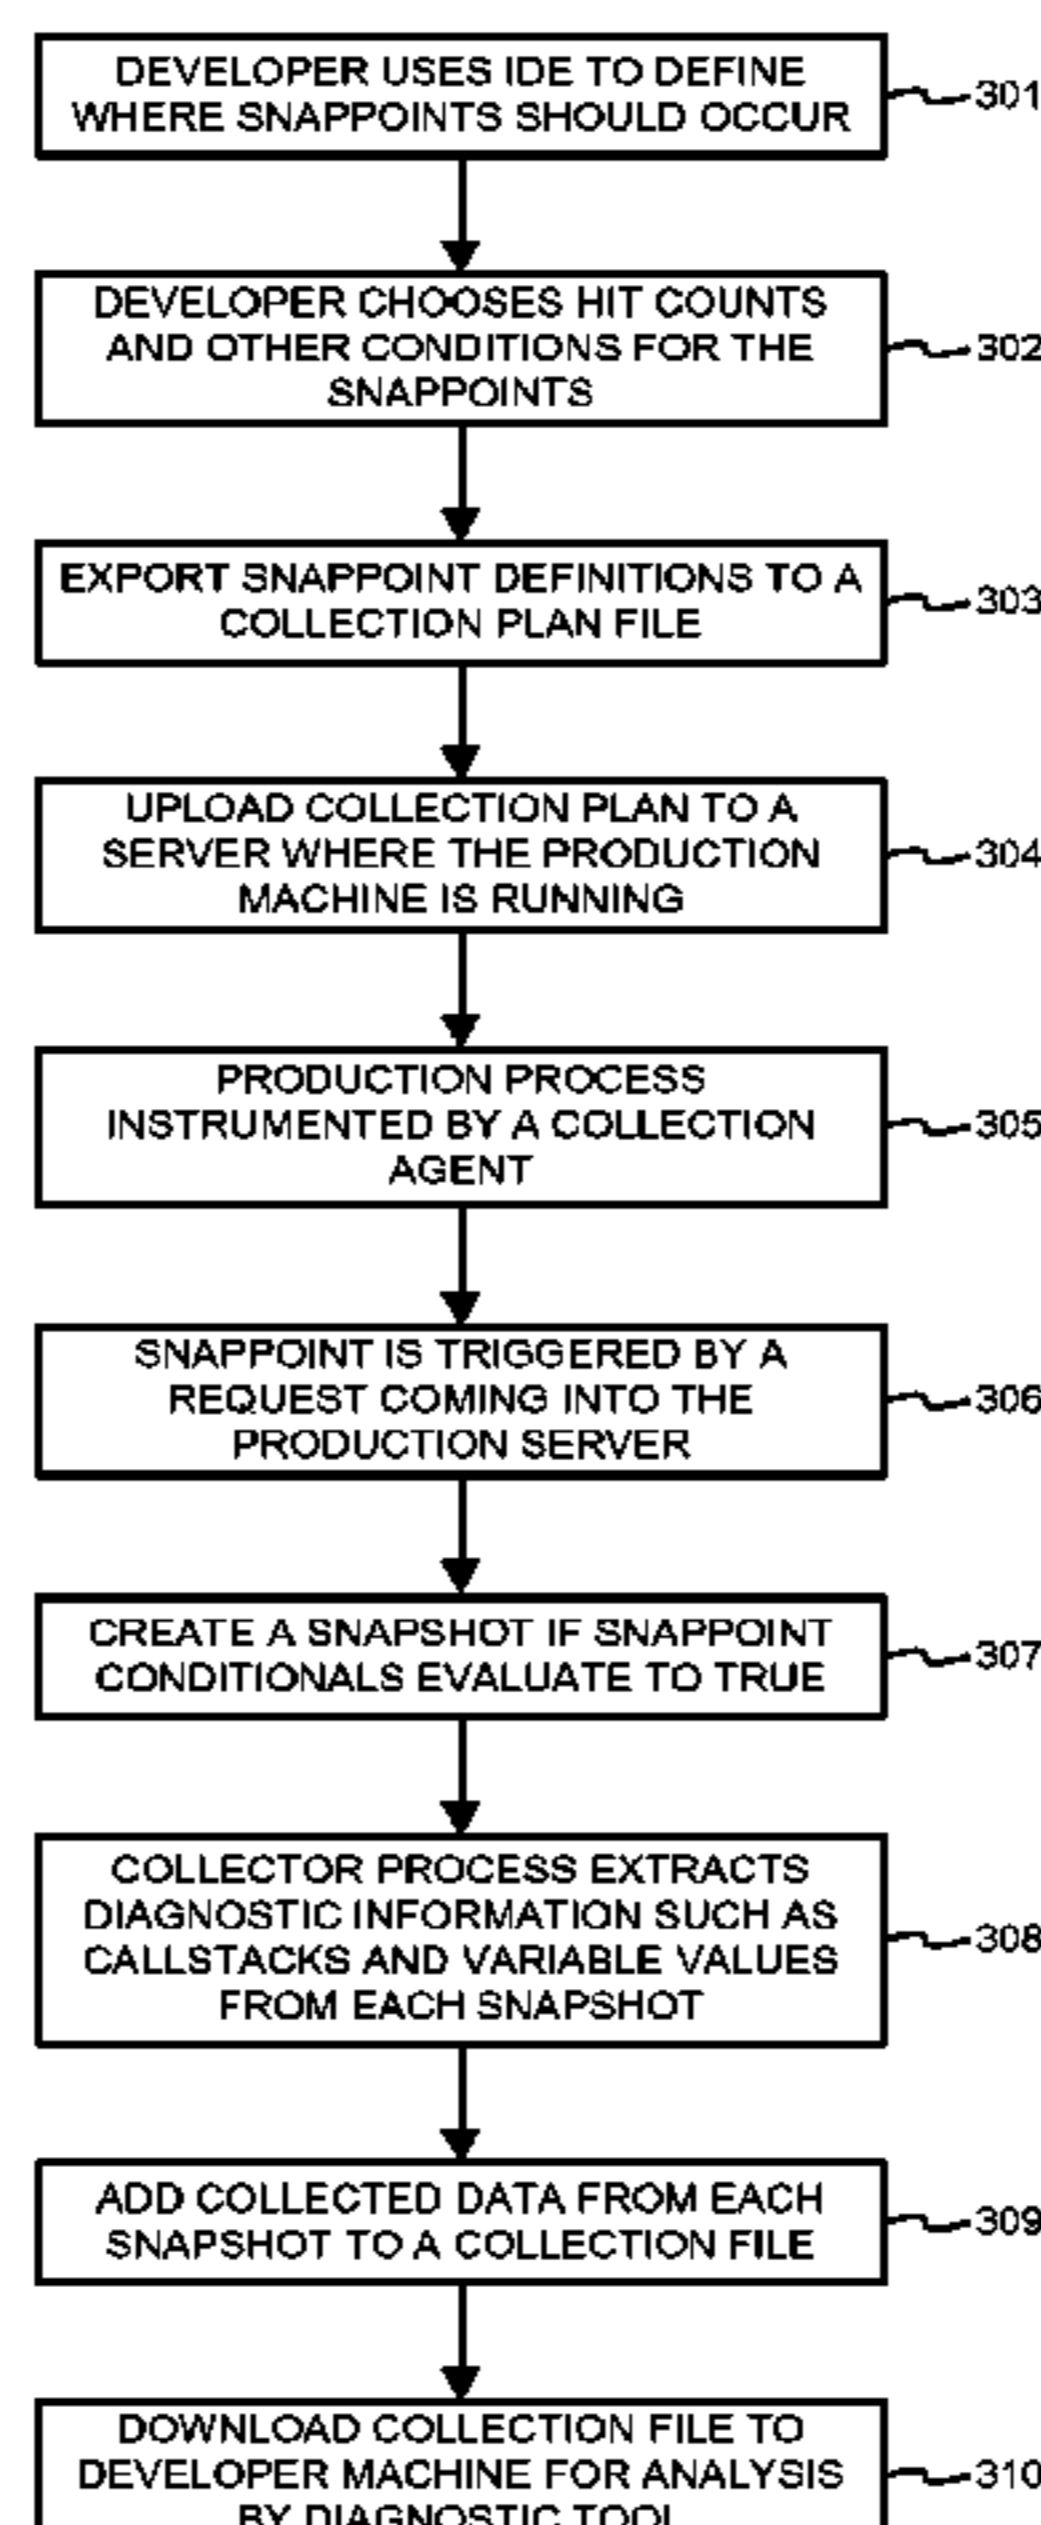 DEVELOPER USES IDE TO DEFINE
WHERE SNAPPOINTS SHOULD OCCUR
301
DEVELOPER CHOOSES HIT COUNTS
AND OTHER CONDITIONS FOR THE
SNAPPOINTS
302
EXPORT SNAPPOINT DEFINITIONS TO A
COLLECTION PLAN FILE
303
UPLOAD COLLECTION PLAN TO A
SERVER WHERE THE PRODUCTION
MACHINE IS RUNNING
304
PRODUCTION PROCESS
INSTRUMENTED BY A COLLECTION
AGENT
305
SNAPPOINT IS TRIGGERED BY A
REQUEST COMING INTO THE
PRODUCTION SERVER
306
CREATE A SNAPSHOT IF SNAPPOINT
CONDITIONALS EVALUATE TO TRUE
307
COLLECTOR PROCESS EXTRACTS
DIAGNOSTIC INFORMATION SUCH AS
CALLSTACKS AND VARIABLE VALUES
FROM EACH SNAPSHOT
308
ADD COLLECTED DATA FROM EACH
SNAPSHOT TO A COLLECTION FILE
309
DOWNLOAD COLLECTION FILE TO
DEVELOPER MACHINE FOR ANALYSIS
BY DIAGNOSTIC TOOL
310